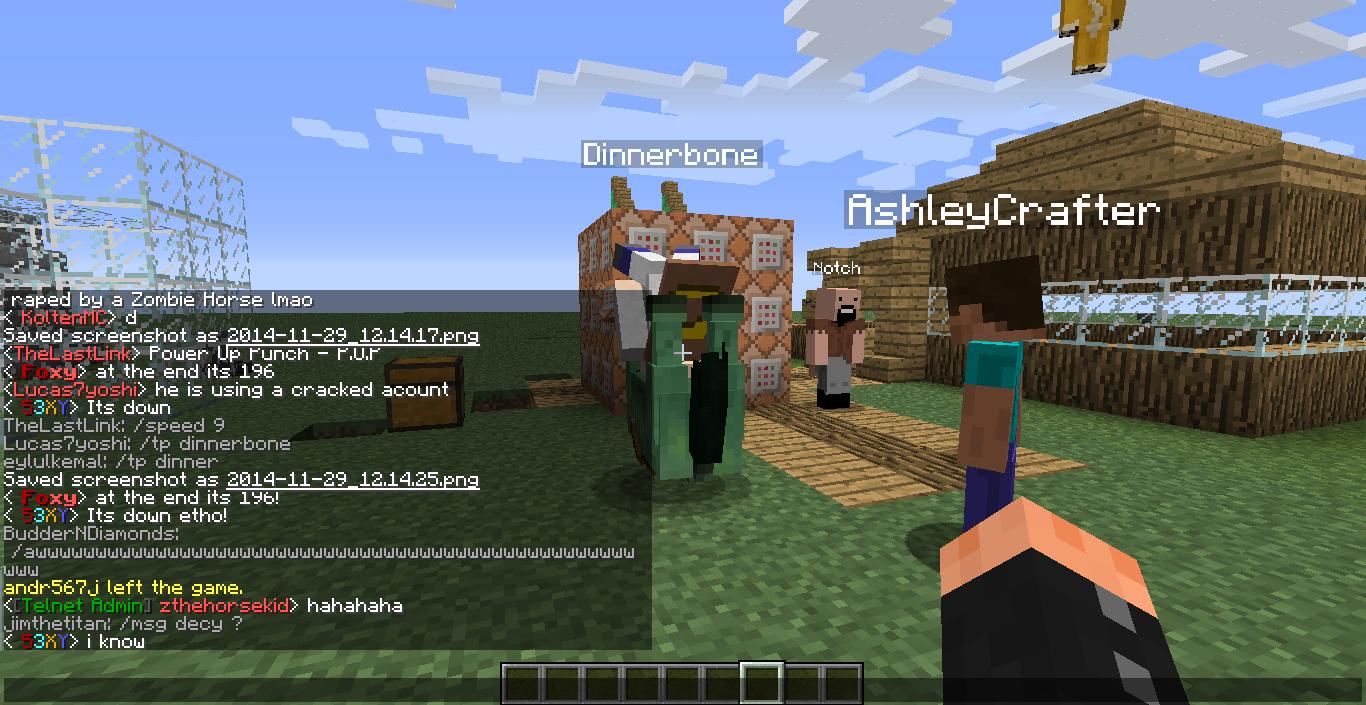 Dinnerbone
AshleyCrafter
Notch
raped by a Zombie Horse lmao
< KoltenMC> d
Saved screenshot as 2014-11-29_12.14.17.png
<TheLastLink> Power Up Punch - P.U.P
< Foxy> at the end its 196
<Lucas7yoshi> he is using a cracked acount
< 53XY> Its down
TheLastLink: /speed 9
Lucas7yoshi: /tp dinnerbone
eylulkemal: /tp dinner
Saved screenshot as 2014-11-29_12.14.25.png
< Foxy> at the end its 196!
< 53XY> Its down etho!
BudderNDiamonds:
/awwwwwwwwwwwwwwwwwwwwwwwwwwwwwwwwwwwwwwwwwwwwwwwwww
www
andr567j left the game.
<[Telnet Admin] zthehorsekid> hahahaha
jimthetitan: /msg decy ?
< 53XY> i know